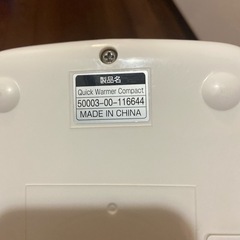 製品名
Quick Warmer Compact
50003-00-116644
MADE IN CHINA